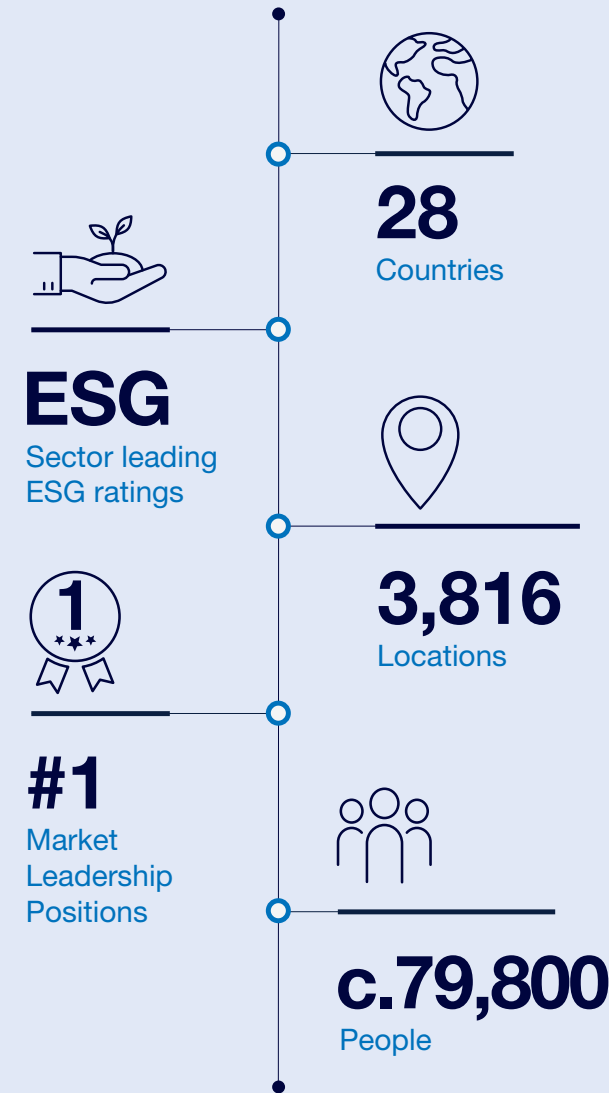 28
Countries
ESG
Sector leading
ESG ratings
3,816
Locations
1
#1
Market
Leadership
Positions
c.79,800
People